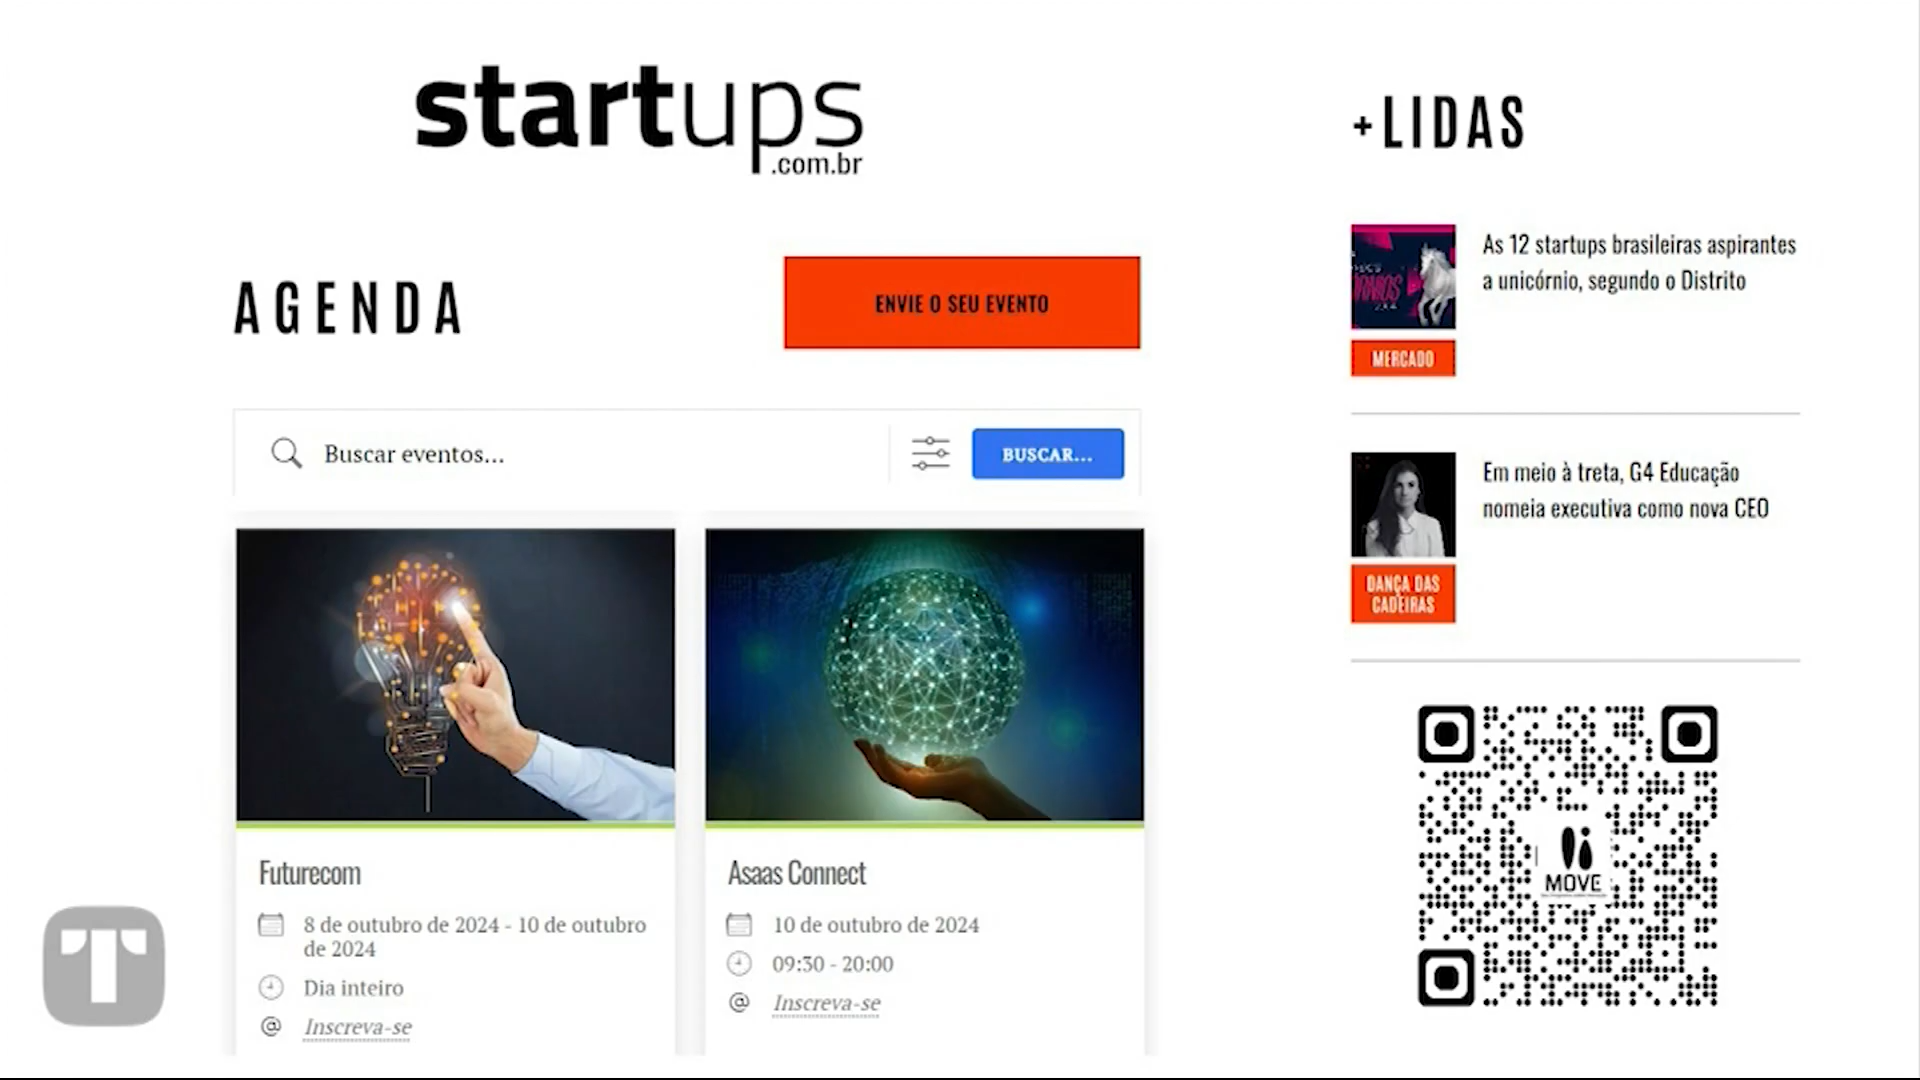 startups
.com.br
AGENDA
ENVIE O SEU EVENTO
Buscar eventos...
BUSCAR...
Futurecom
8 de outubro de 2024 - 10 de outubro
de 2024
Dia inteiro
@ Inscreva-se
Asaas Connect
10 de outubro de 2024
09:30 - 20:00
@ Inscreva-se
+LIDAS
As 12 startups brasileiras aspirantes
a unicórnio, segundo o Distrito
MERCADO
Em meio à treta, G4 Educação
nomeia executiva como nova CEO
DANÇA DAS
CADEIRAS
MOVE
T